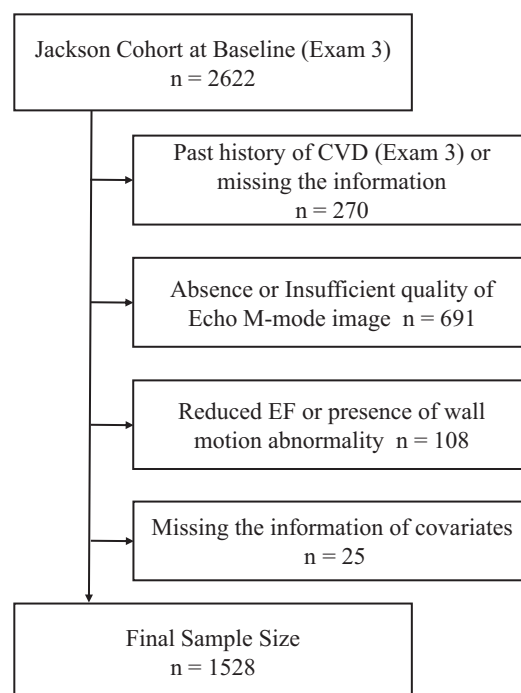 Jackson Cohort at Baseline (Exam 3)
n = 2622
Past history of CVD (Exam 3) or
missing the information
n = 270
Absence or Insufficient quality of
Echo M-mode image n = 691
Reduced EF or presence of wall
motion abnormality n = 108
Missing the information of covariates
n = 25
Final Sample Size
n = 1528